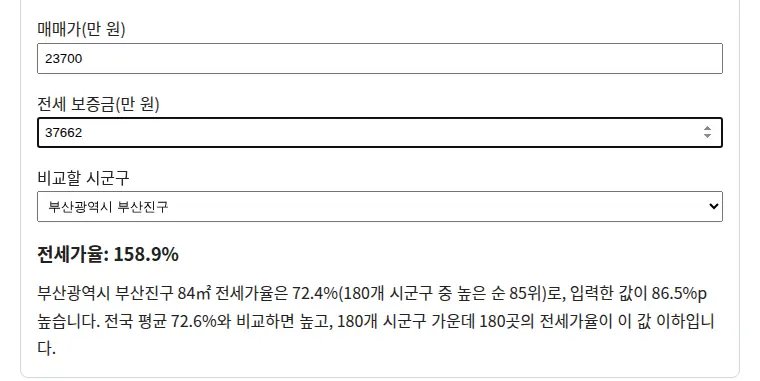 매매가(만 원)
23700
전세 보증금(만 원)
37662
비교할 시군구
부산광역시 부산진구
전세가율: 158.9%
부산광역시 부산진구 84㎡ 전세가율은 72.4%(180개 시군구 중 높은 순 85위)로, 입력한 값이 86.5%p
높습니다. 전국 평균 72.6%와 비교하면 높고, 180개 시군구 가운데 180곳의 전세가율이 이 값 이하입니
다.